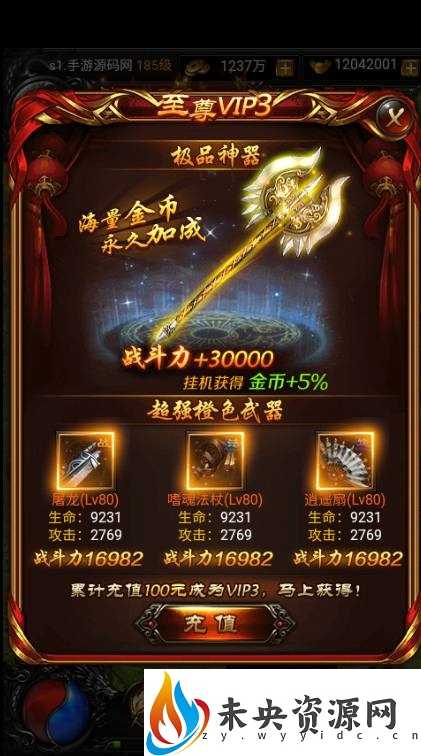 s1.手游源码网 185级 1237万 12042001
至尊VIP3
极品神器
海量金币
永久加成
战斗力+30000
挂机获得 金币+5%
超强橙色武器
战 法 道
屠龙(Lv80) 嗜魂法杖(Lv80) 逍遥扇(Lv80)
生命: 9231 生命: 9231 生命: 9231
攻击: 2769 攻击: 2769 攻击: 2769
战斗力16982 战斗力16982 战斗力16982
累计充值100元成为VIP3，马上获得!
充值
未央资源网
zy.wyyidc.cn